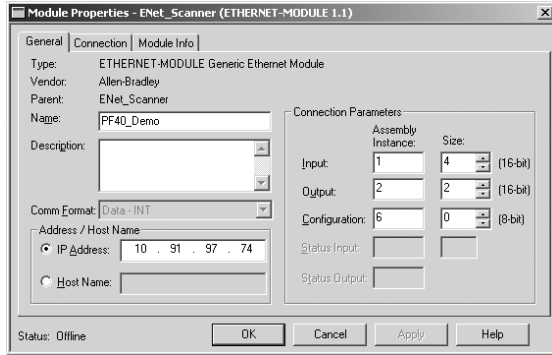 Module Properties - ENet_Scanner (ETHERNET-MODULE 1.1)
General Connection Module Info
Type: ETHERNET-MODULE Generic Ethernet Module
Vendor: Allen-Bradley
Parent: ENet_Scanner
Name: PF40_Demo
Description:
Comm Format: Data - INT
Address / Host Name
IP Address: 10 . 91 . 97 . 74
Host Name:
Connection Parameters
Assembly Instance: Size:
Input: 1 4 (16-bit)
Output: 2 2 (16-bit)
Configuration: 6 0 (8-bit)
Status Input:
Status Output:
Status: Offline OK Cancel Apply Help